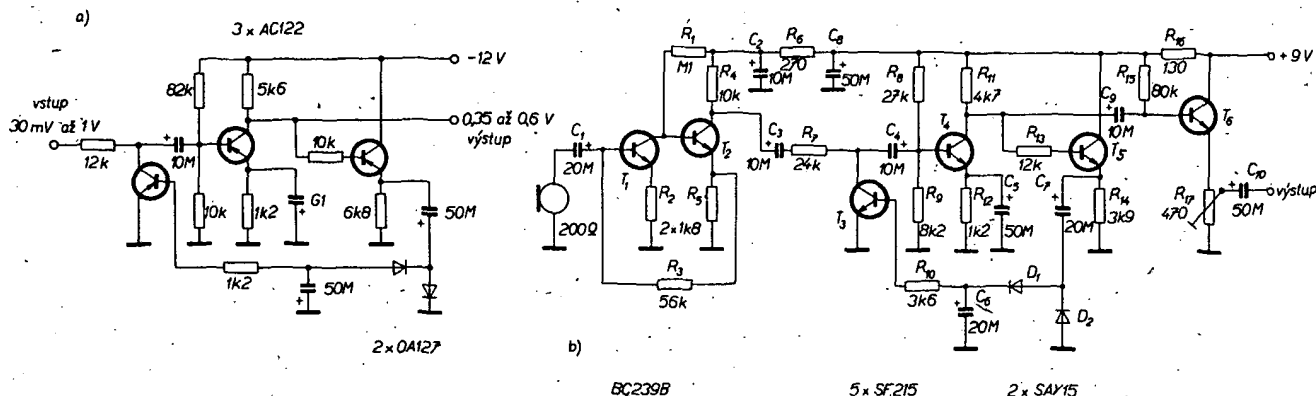 a)
3 x AC122
-12 V
82k
5k6
vstup
30 mV až 1 V
12k
10M
10k
0,35 až 0,6 V
výstup
10k
1k2
G1
6k8
50M
1k2
50M
2 x OA127
b)
R1
M1
C2
10M
R6
270
C8
50M
R4
10k
R8
27k
R11
4k7
R16
130
+9 V
R15
80k
C9
10M
T6
C1
20M
T1
T2
C3
10M
R7
24k
C4
10M
T4
R13
12k
T5
200Ω
R2
R5
2 x 1k8
T3
R9
8k2
R12
1k2
C5
50M
C7
20M
R14
3k9
R17
470
C10
50M
výstup
R3
56k
R10
3k6
D1
C6
20M
D2
BC239B
5 x SF215
2 x SAY15